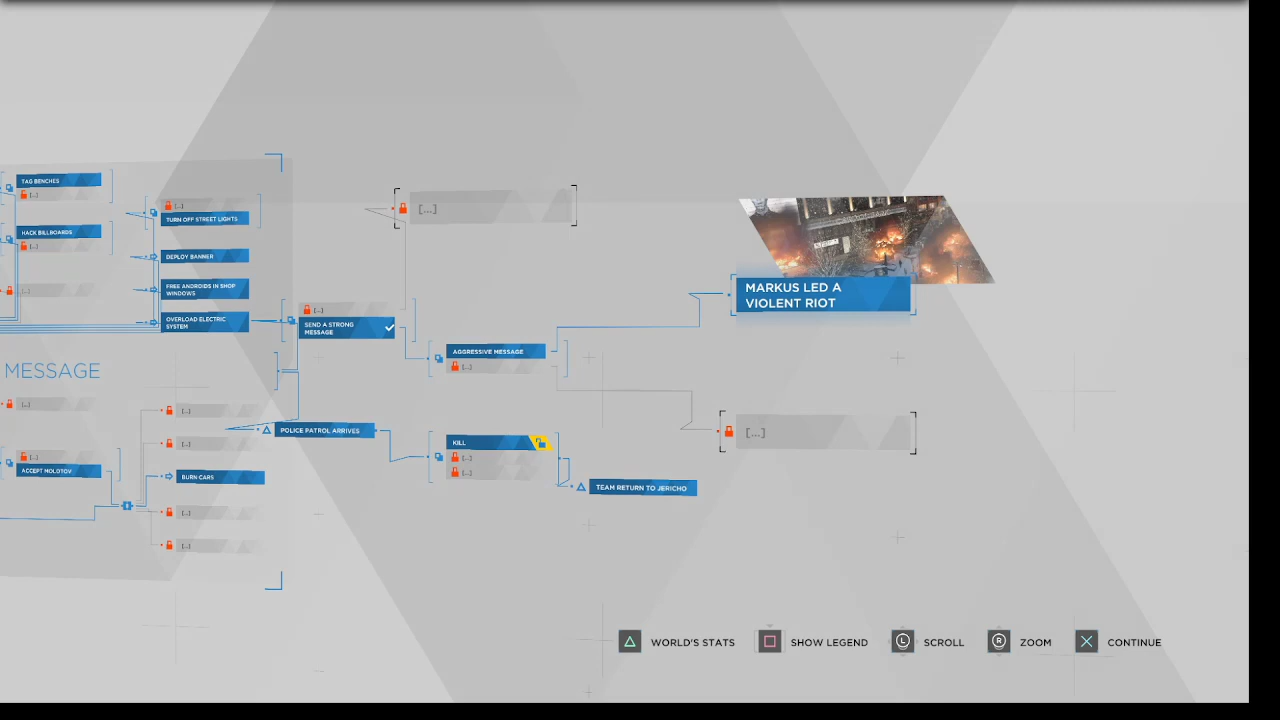 TAG BENCHES
[...]
HACK BILLBOARDS
[...]
[...]
[...]
TURN OFF STREET LIGHTS
DEPLOY BANNER
FREE ANDROIDS IN SHOP
WINDOWS
OVERLOAD ELECTRIC
SYSTEM
[...]
SEND A STRONG
MESSAGE
[...]
AGGRESSIVE MESSAGE
[...]
MARKUS LED A
VIOLENT RIOT
[...]
MESSAGE
[...]
[...]
ACCEPT MOLOTOV
[...]
[...]
BURN CARS
[...]
[...]
POLICE PATROL ARRIVES
KILL
[...]
[...]
TEAM RETURN TO JERICHO
WORLD'S STATS
SHOW LEGEND
L
SCROLL
R
ZOOM
CONTINUE